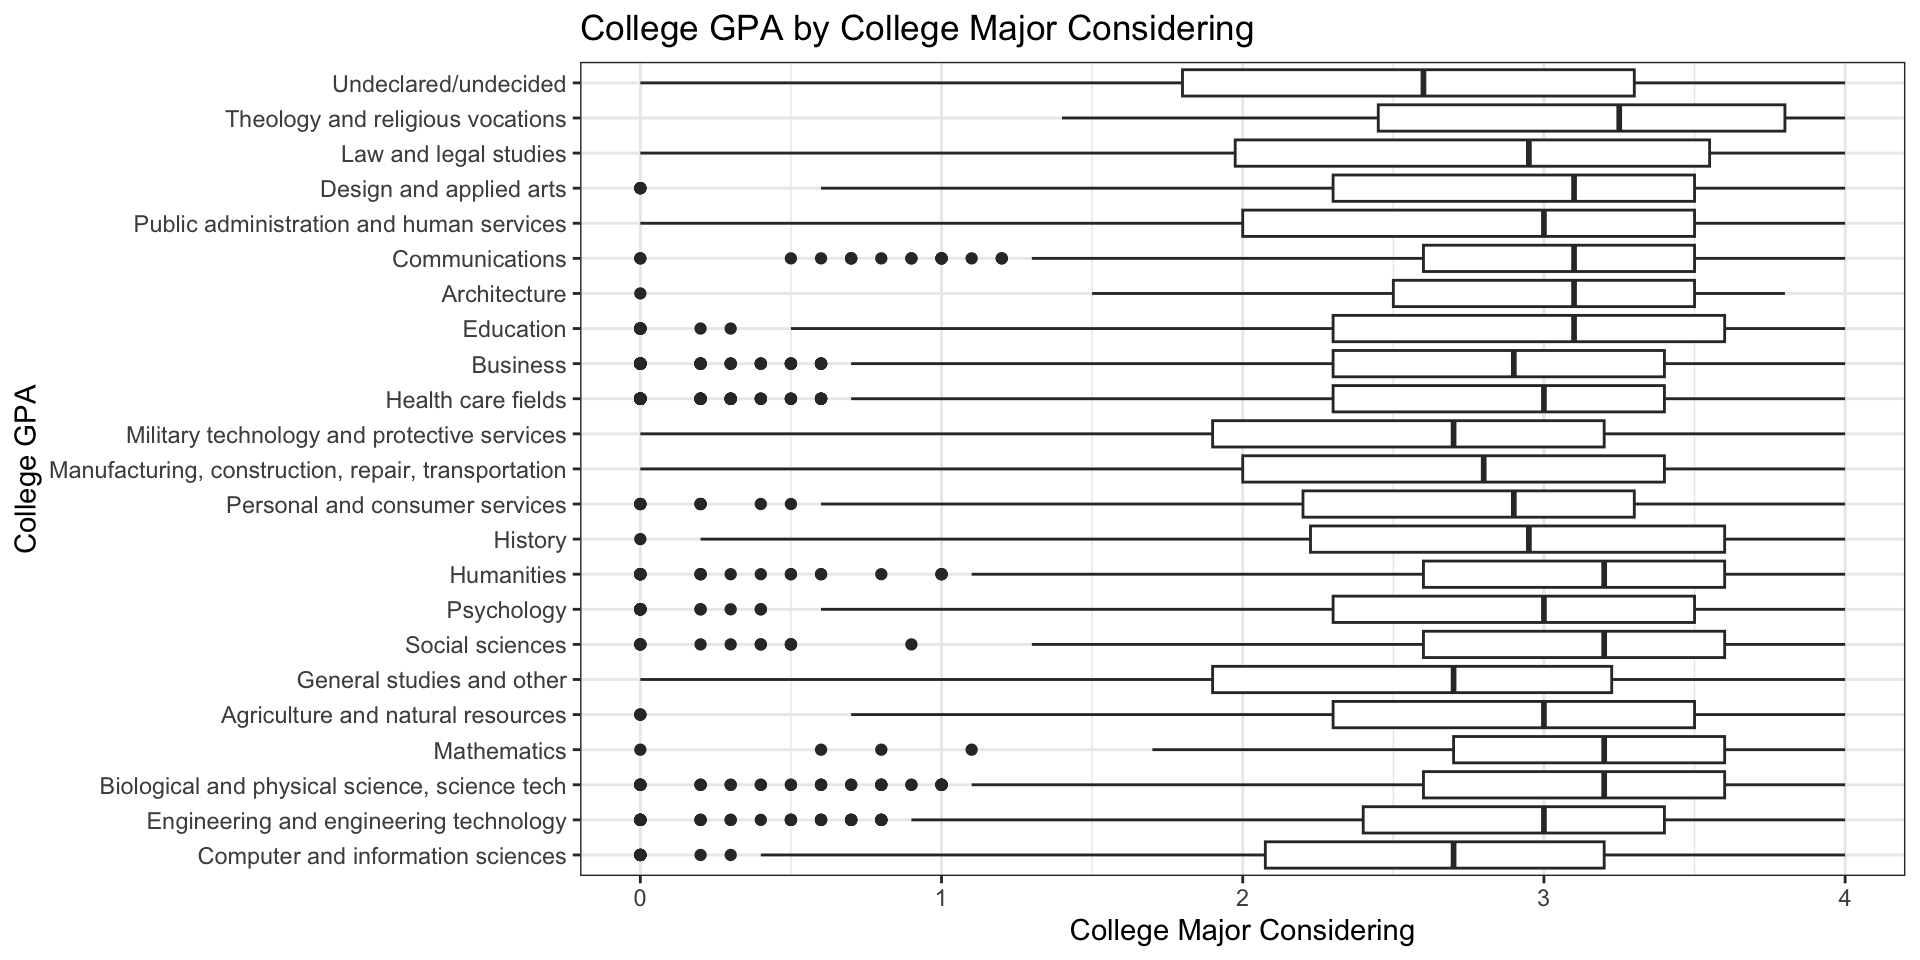 College GPA by College Major Considering
College GPA
Undeclared/undecided
Theology and religious vocations
Law and legal studies
Design and applied arts
Public administration and human services
Communications
Architecture
Education
Business
Health care fields
Military technology and protective services
Manufacturing, construction, repair, transportation
Personal and consumer services
History
Humanities
Psychology
Social sciences
General studies and other
Agriculture and natural resources
Mathematics
Biological and physical science, science tech
Engineering and engineering technology
Computer and information sciences
0 1 2 3 4
College Major Considering